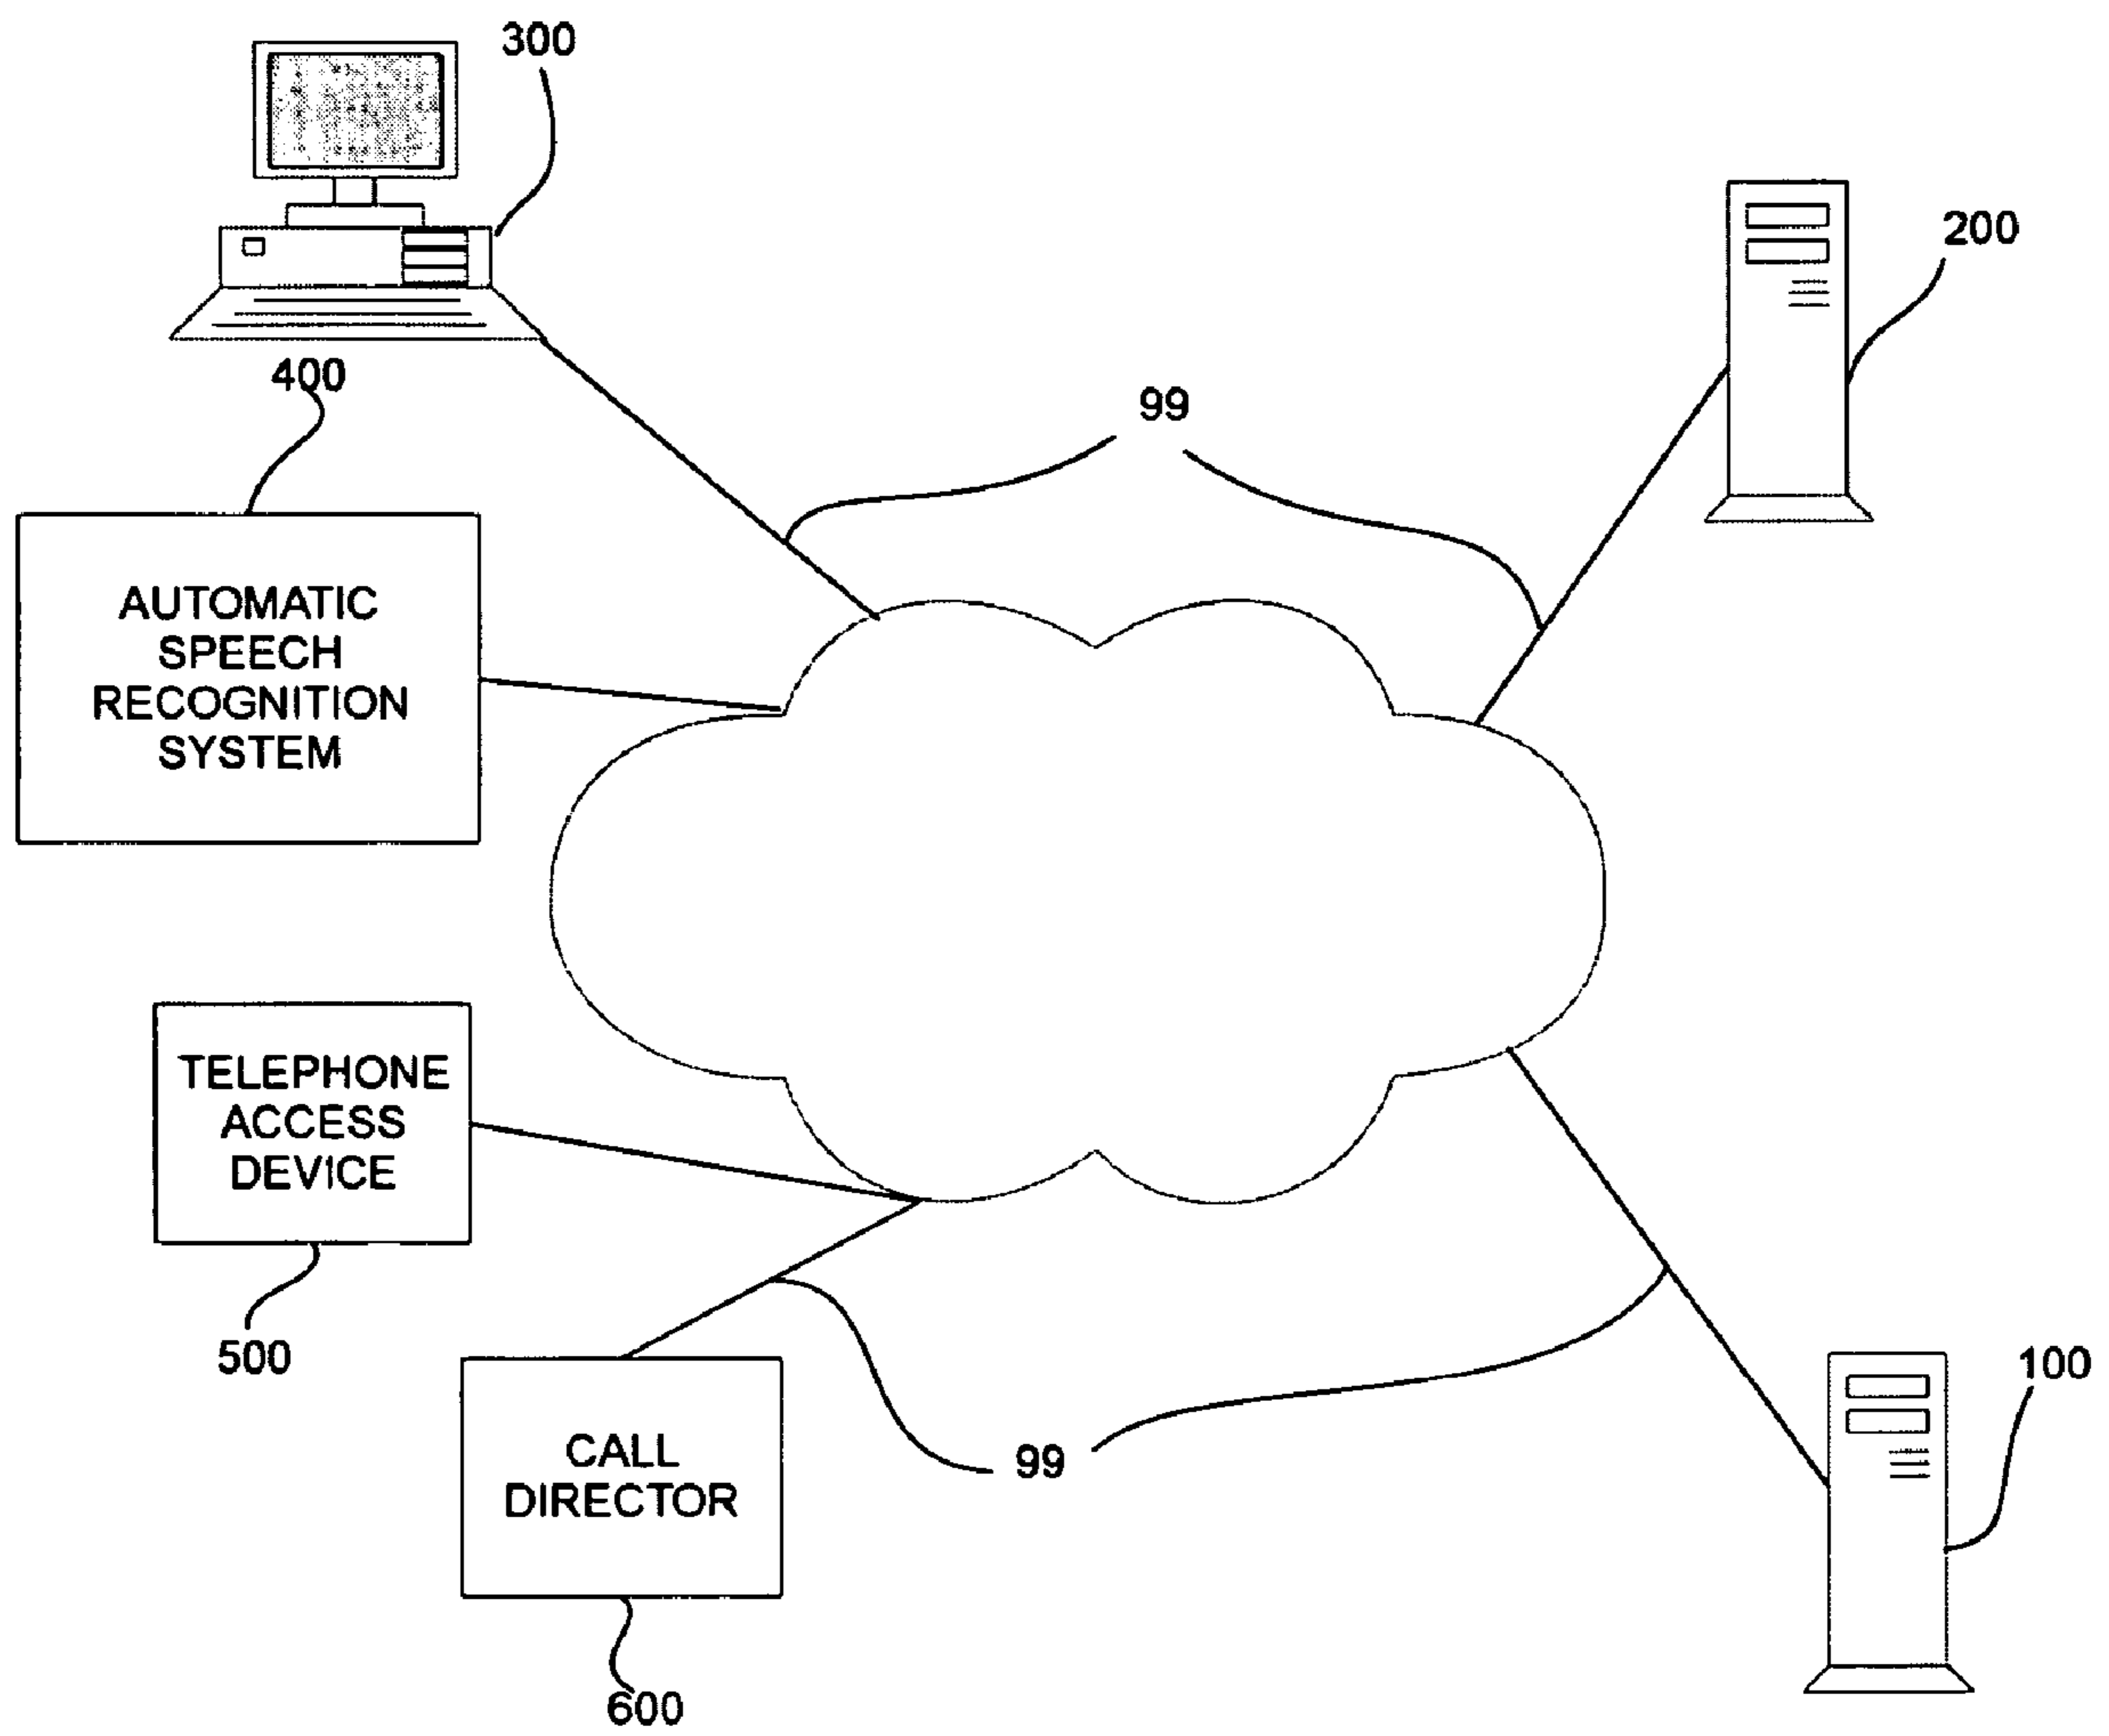 300
200
400
99
AUTOMATIC
SPEECH
RECOGNITION
SYSTEM
TELEPHONE
ACCESS
DEVICE
500
100
CALL
DIRECTOR
99
600